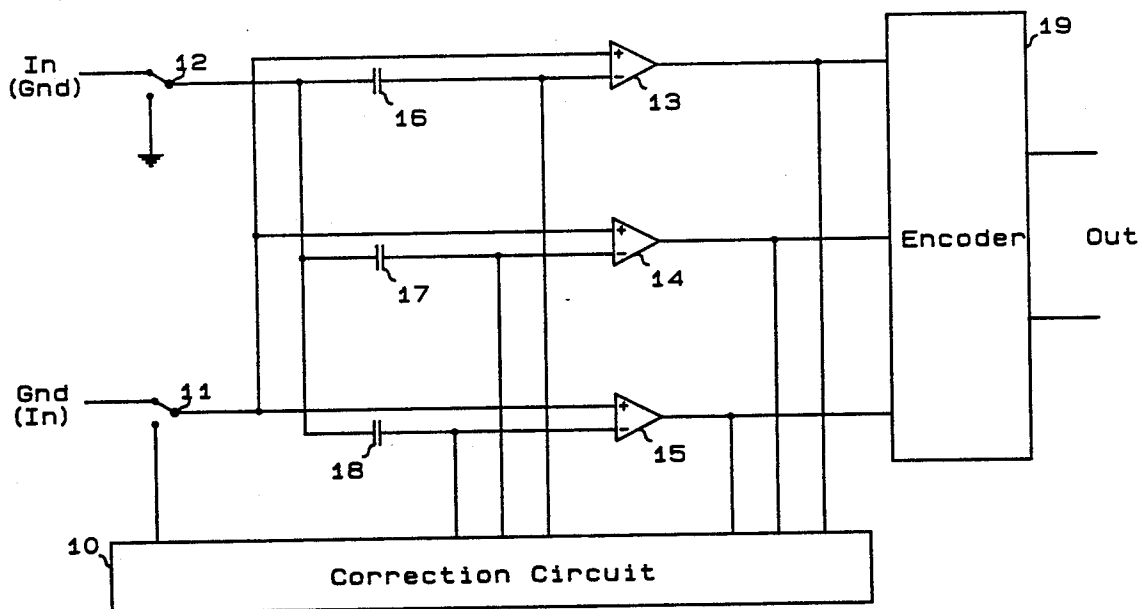 In
(Gnd)
12
16
+
-
13
19
17
+
-
14
Encoder
Out
Gnd
(In)
11
18
+
-
15
10
Correction Circuit